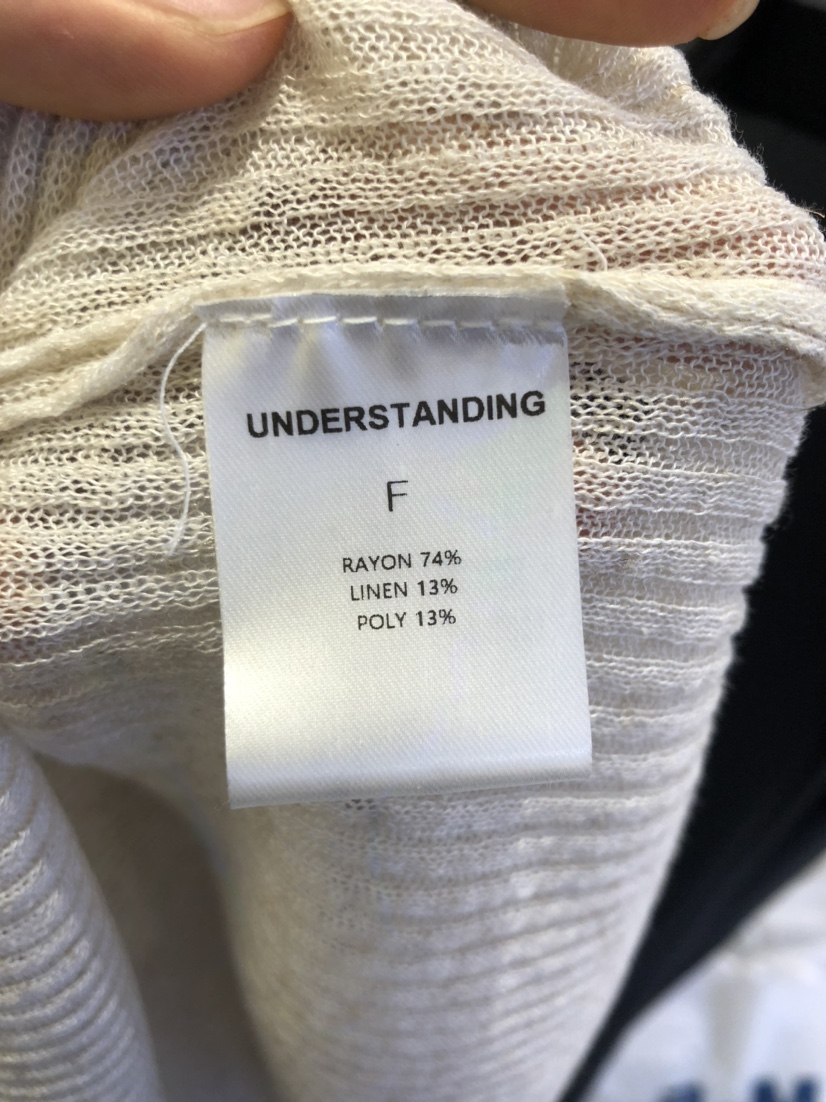 UNDERSTANDING
F
RAYON 74%
LINEN 13%
POLY 13%